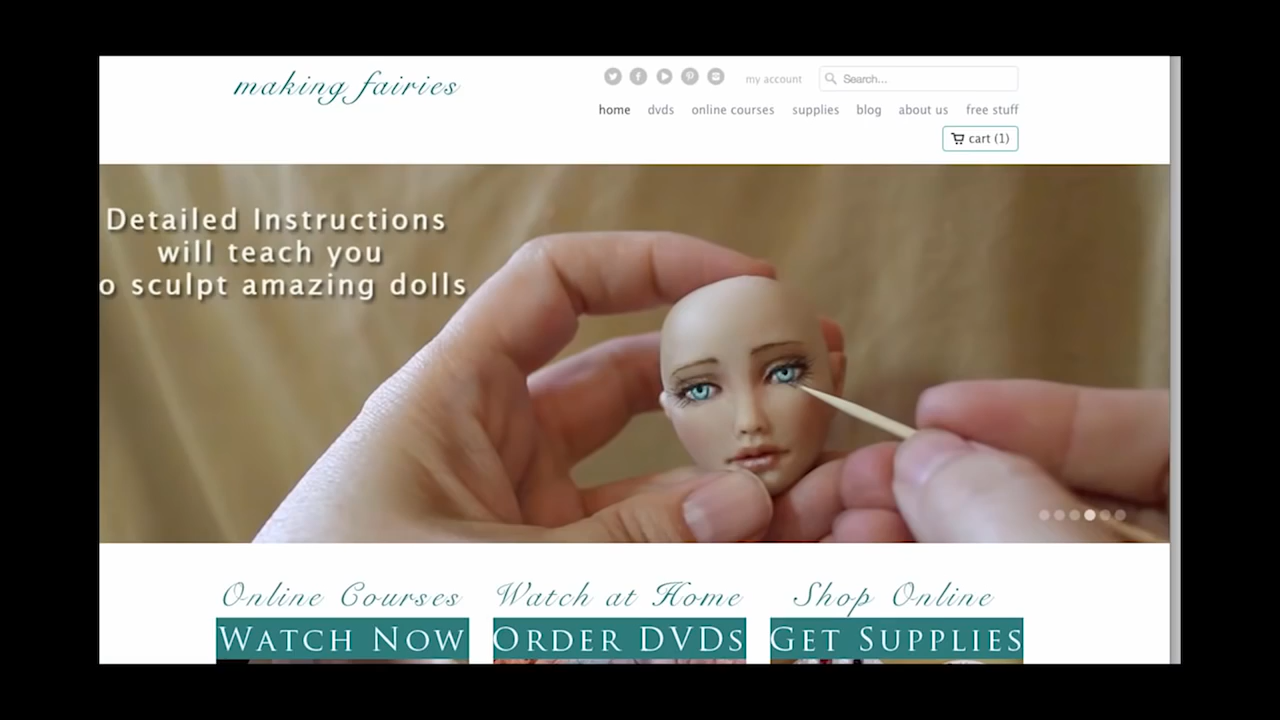 making fairies
my account
Search...
home dvds online courses supplies blog about us free stuff
cart (1)
Detailed Instructions
will teach you
o sculpt amazing dolls
Online Courses
WATCH NOW
Watch at Home
ORDER DVDS
Shop Online
GET SUPPLIES